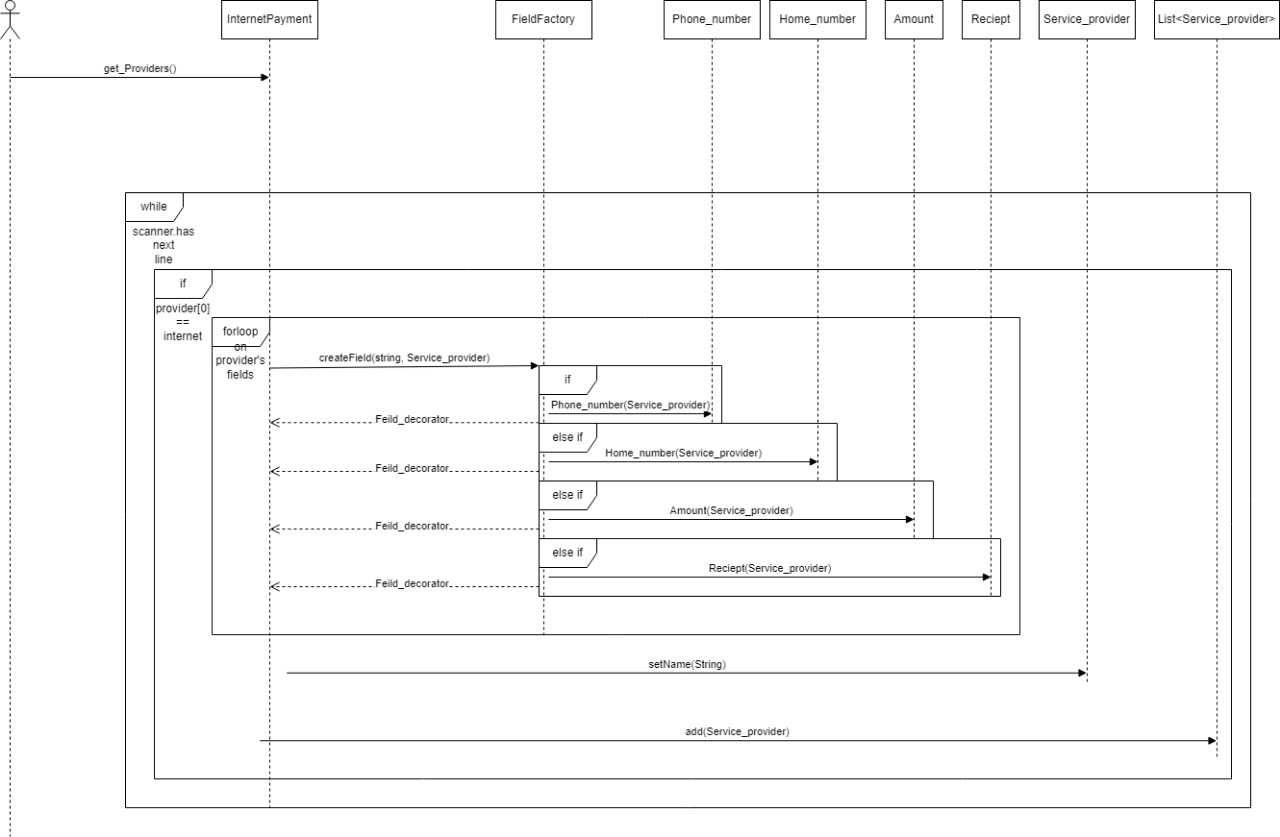 InternetPayment
FieldFactory
Phone_number
Home_number
Amount
Reciept
Service_provider
List<Service_provider>
get_Providers()
while
scanner.has
next
line
if
provider[0]
==
internet
forloop
on
provider's
fields
createField(string, Service_provider)
if
Phone_number(Service_provider)
Feild_decorator
else if
Home_number(Service_provider)
Feild_decorator
else if
Amount(Service_provider)
Feild_decorator
else if
Reciept(Service_provider)
Feild_decorator
setName(String)
add(Service_provider)